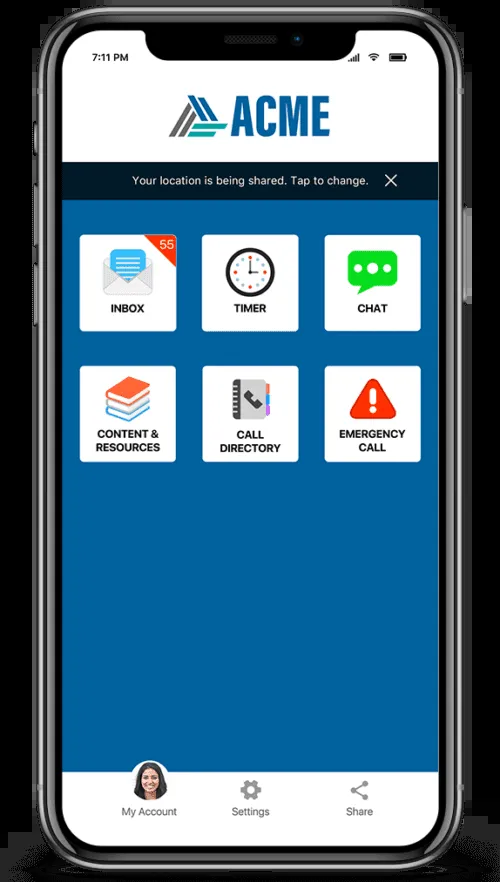 7:11 PM
ACME
Your location is being shared. Tap to change.
55
INBOX
TIMER
CHAT
CONTENT &
RESOURCES
CALL
DIRECTORY
EMERGENCY
CALL
My Account
Settings
Share